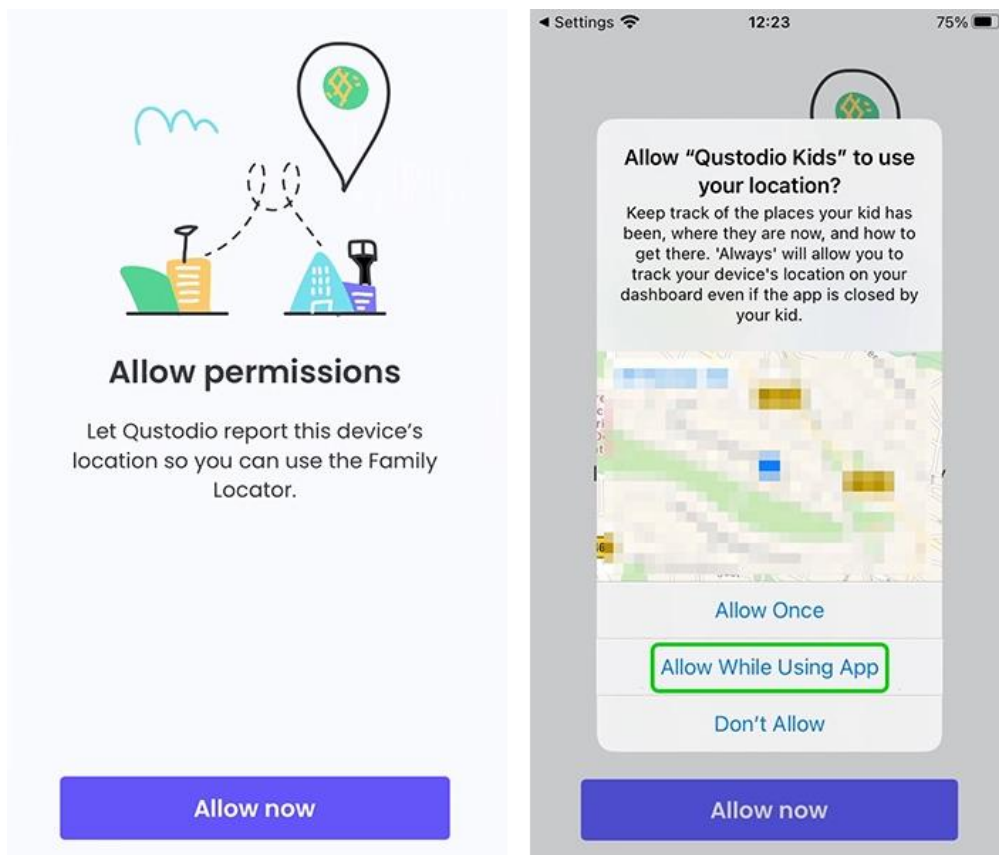 Allow permissions
Let Qustodio report this device's
location so you can use the Family
Locator.
Allow now
Settings
12:23
75%
Allow “Qustodio Kids” to use
your location?
Keep track of the places your kid has
been, where they are now, and how to
get there. 'Always' will allow you to
track your device's location on your
dashboard even if the app is closed by
your kid.
Allow Once
Allow While Using App
Don't Allow
Allow now